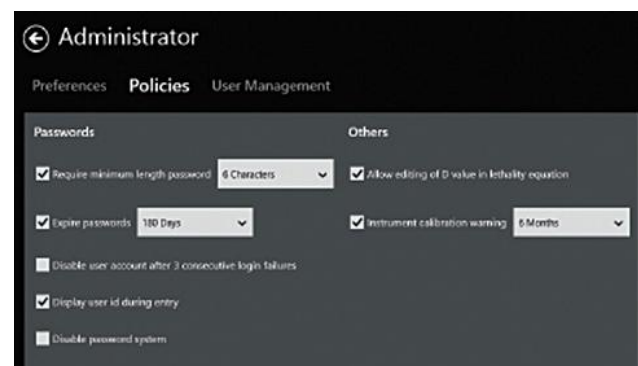 Administrator
Preferences Policies User Management
Passwords
Require minimum length password 6 Characters
Expire passwords 180 Days
Disable user account after 3 consecutive login failures
Display user id during entry
Disable password system
Others
Allow editing of D value in lethality equation
Instrument calibration warning 6 Months